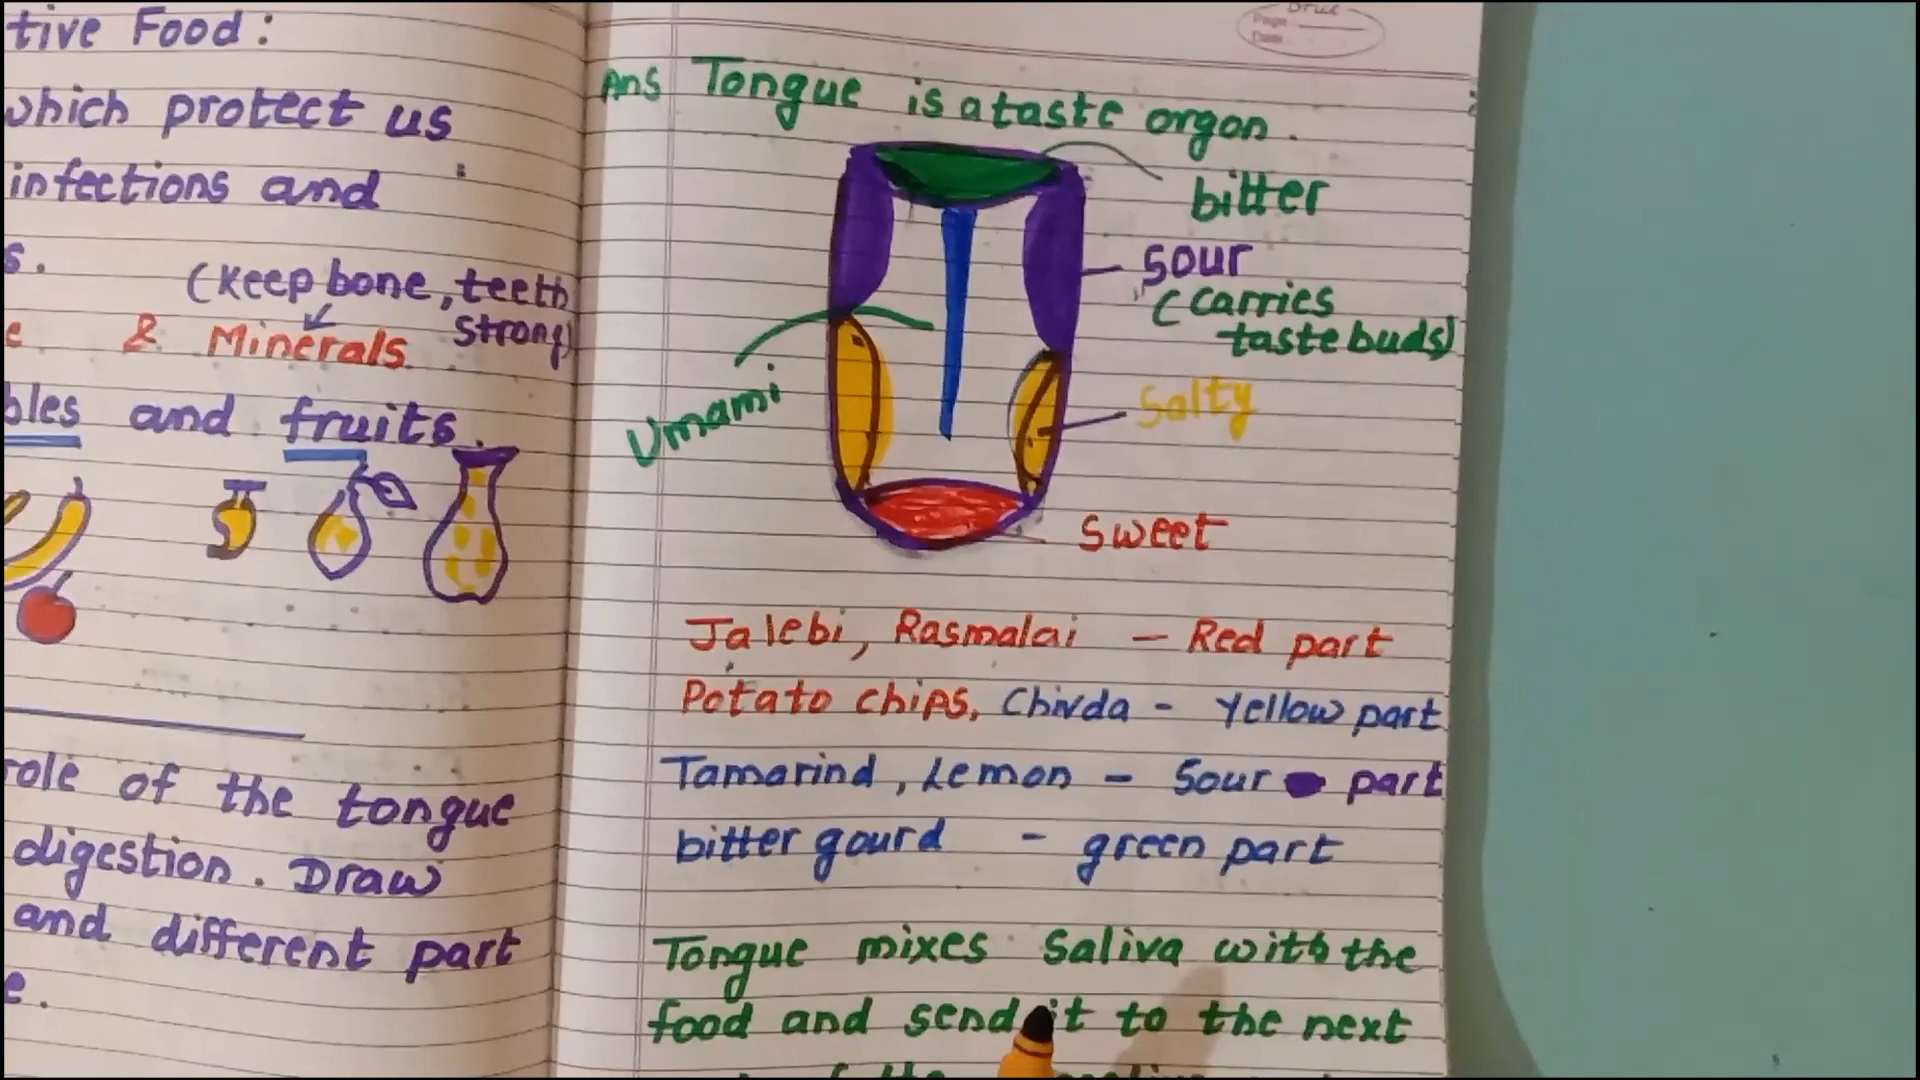 tive Food:
which protect us
infections and
s.
(Keep bone, teeth
strong)
e & Minerals.
bles and fruits.
role of the tongue
digestion. Draw
and different part
e.
Page:
Date:
Ans Tongue is a taste organ.
bitter
Sour
(carries
taste buds)
Umami
Salty
Sweet
Jalebi, Rasmalai - Red part
Potato chips, Chivda - Yellow part
Tamarind, Lemon - Sour part
bitter gourd - green part
Tongue mixes Saliva with the
food and send it to the next